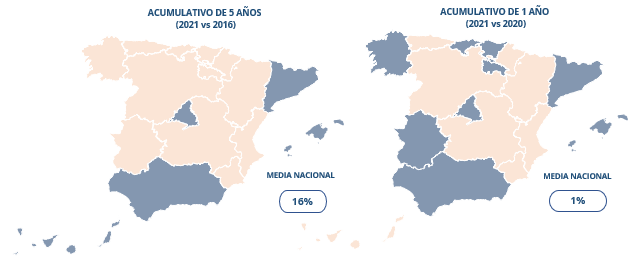 ACUMULATIVO DE 5 AÑOS
(2021 vs 2016)
MEDIA NACIONAL
16%
ACUMULATIVO DE 1 AÑO
(2021 vs 2020)
MEDIA NACIONAL
1%